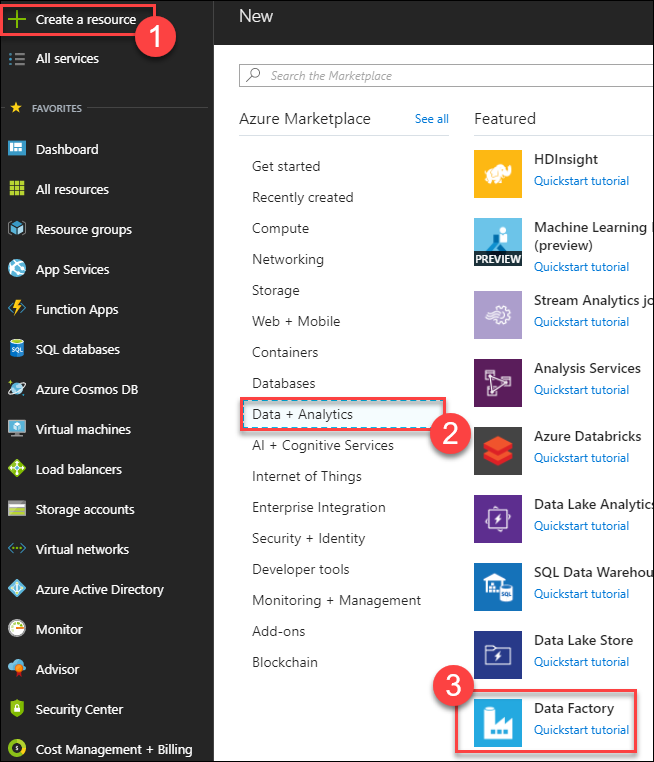 Create a resource
1
All services
FAVORITES
Dashboard
All resources
Resource groups
App Services
Function Apps
SQL databases
Azure Cosmos DB
Virtual machines
Load balancers
Storage accounts
Virtual networks
Azure Active Directory
Monitor
Advisor
Security Center
Cost Management + Billing
New
Search the Marketplace
Azure Marketplace
See all
Get started
Recently created
Compute
Networking
Storage
Web + Mobile
Containers
Databases
Data + Analytics
2
AI + Cognitive Services
Internet of Things
Enterprise Integration
Security + Identity
Developer tools
Monitoring + Management
Add-ons
Blockchain
Featured
HDInsight
Quickstart tutorial
PREVIEW
Machine Learning
(preview)
Quickstart tutorial
Stream Analytics jo
Quickstart tutorial
Analysis Services
Quickstart tutorial
Azure Databricks
Quickstart tutorial
Data Lake Analytics
Quickstart tutorial
SQL
SQL Data Warehou
Quickstart tutorial
Data Lake Store
Quickstart tutorial
3
Data Factory
Quickstart tutorial